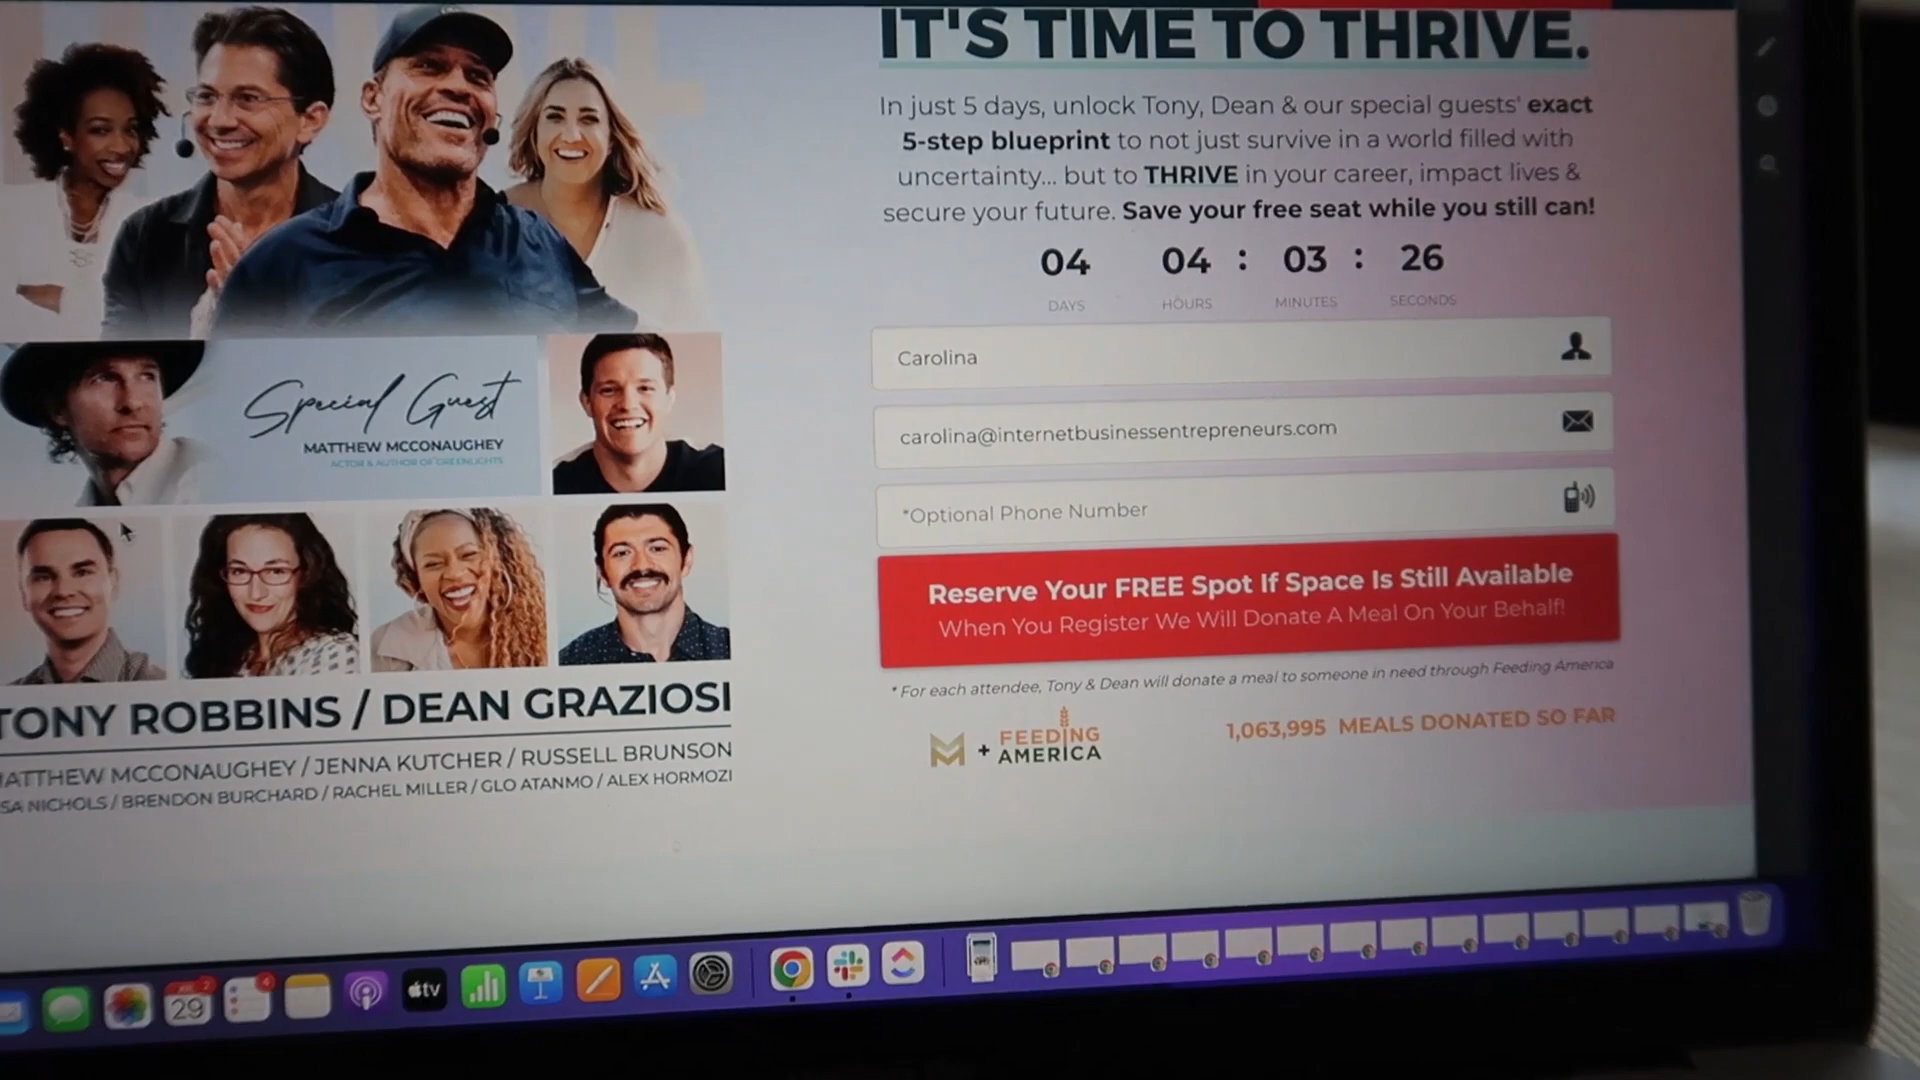 IT'S TIME TO THRIVE.
In just 5 days, unlock Tony, Dean & our special guests' exact
5-step blueprint to not just survive in a world filled with
uncertainty... but to THRIVE in your career, impact lives &
secure your future. Save your free seat while you still can!
04 04 : 03 : 26
DAYS HOURS MINUTES SECONDS
Carolina
carolina@internetbusinessentrepreneurs.com
*Optional Phone Number
Reserve Your FREE Spot If Space Is Still Available
When You Register We Will Donate A Meal On Your Behalf!
* For each attendee, Tony & Dean will donate a meal to someone in need through Feeding America
M + FEEDING
AMERICA
1,063,995 MEALS DONATED SO FAR
Special Guest
MATTHEW MCCONAUGHEY
ACTOR & AUTHOR OF GREENLIGHTS
TONY ROBBINS / DEAN GRAZIOSI
MATTHEW MCCONAUGHEY / JENNA KUTCHER / RUSSELL BRUNSON
SA NICHOLS / BRENDON BURCHARD / RACHEL MILLER / GLO ATANMO / ALEX HORMOZI
29
tv